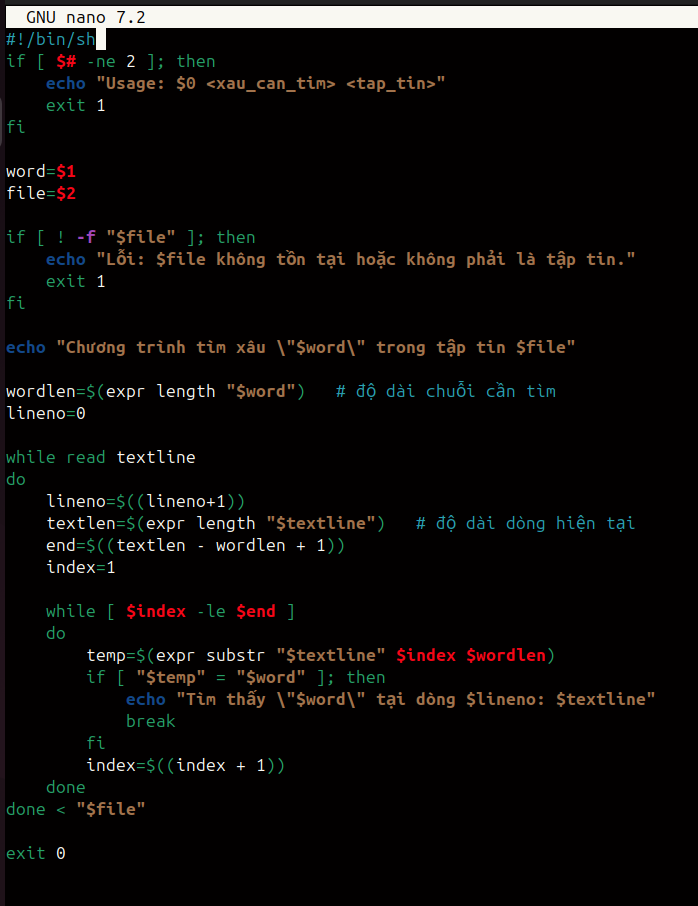 GNU nano 7.2
#!/bin/sh
if [ $# -ne 2 ]; then
    echo "Usage: $0 <xau_can_tim> <tap_tin>"
    exit 1
fi

word=$1
file=$2

if [ ! -f "$file" ]; then
    echo "Lỗi: $file không tồn tại hoặc không phải là tập tin."
    exit 1
fi

echo "Chương trình tìm xâu \"$word\" trong tập tin $file"

wordlen=$(expr length "$word")   # độ dài chuỗi cần tìm
lineno=0

while read textline
do
    lineno=$((lineno+1))
    textlen=$(expr length "$textline")   # độ dài dòng hiện tại
    end=$((textlen - wordlen + 1))
    index=1

    while [ $index -le $end ]
    do
        temp=$(expr substr "$textline" $index $wordlen)
        if [ "$temp" = "$word" ]; then
            echo "Tìm thấy \"$word\" tại dòng $lineno: $textline"
            break
        fi
        index=$((index + 1))
    done
done < "$file"

exit 0